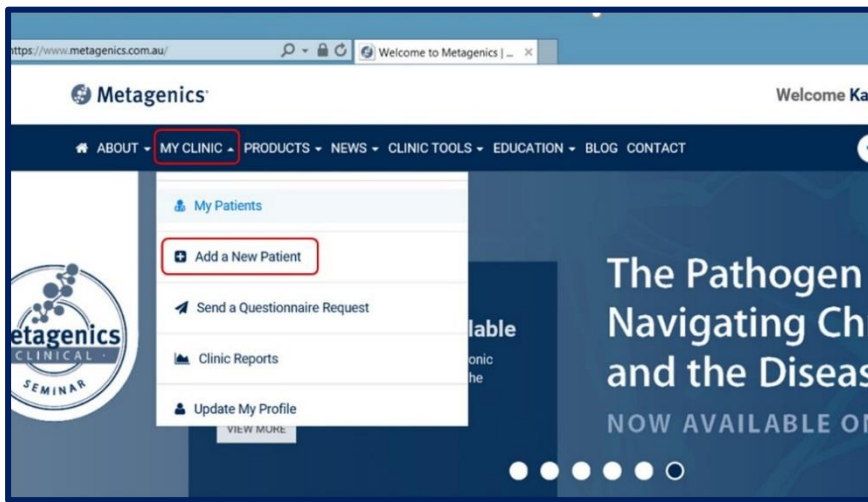 https://www.metagenics.com.au/
Welcome to Metagenics | ...
Metagenics
Welcome Ka
ABOUT MY CLINIC PRODUCTS NEWS CLINIC TOOLS EDUCATION BLOG CONTACT
My Patients
Add a New Patient
Send a Questionnaire Request
Clinic Reports
Update My Profile
etagenics
CLINICAL
SEMINAR
lable
onic
he
VIEW MORE
The Pathogen
Navigating Ch
and the Diseas
NOW AVAILABLE O